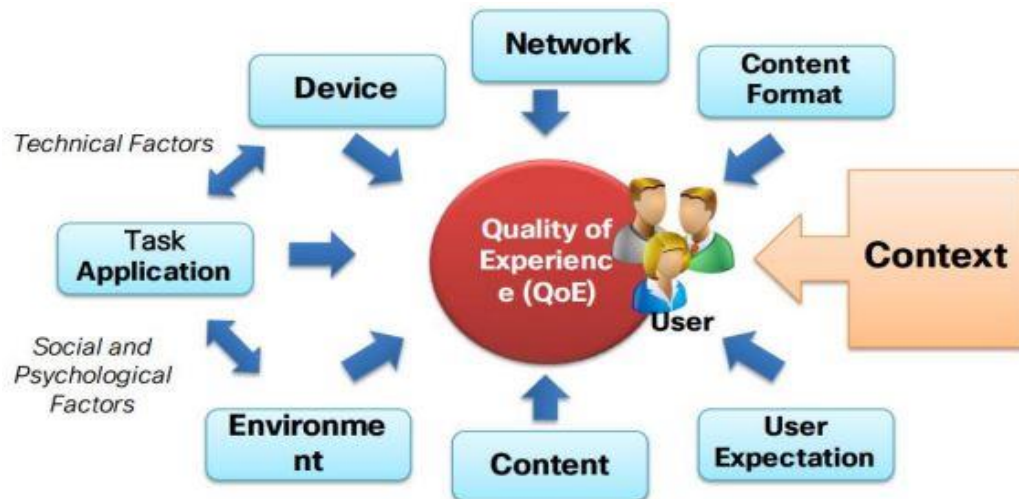 Network
Device
Content
Format
Technical Factors
Task
Application
Quality of
Experienc
e (QoE)
User
Context
Social and
Psychological
Factors
Environme
nt
Content
User
Expectation